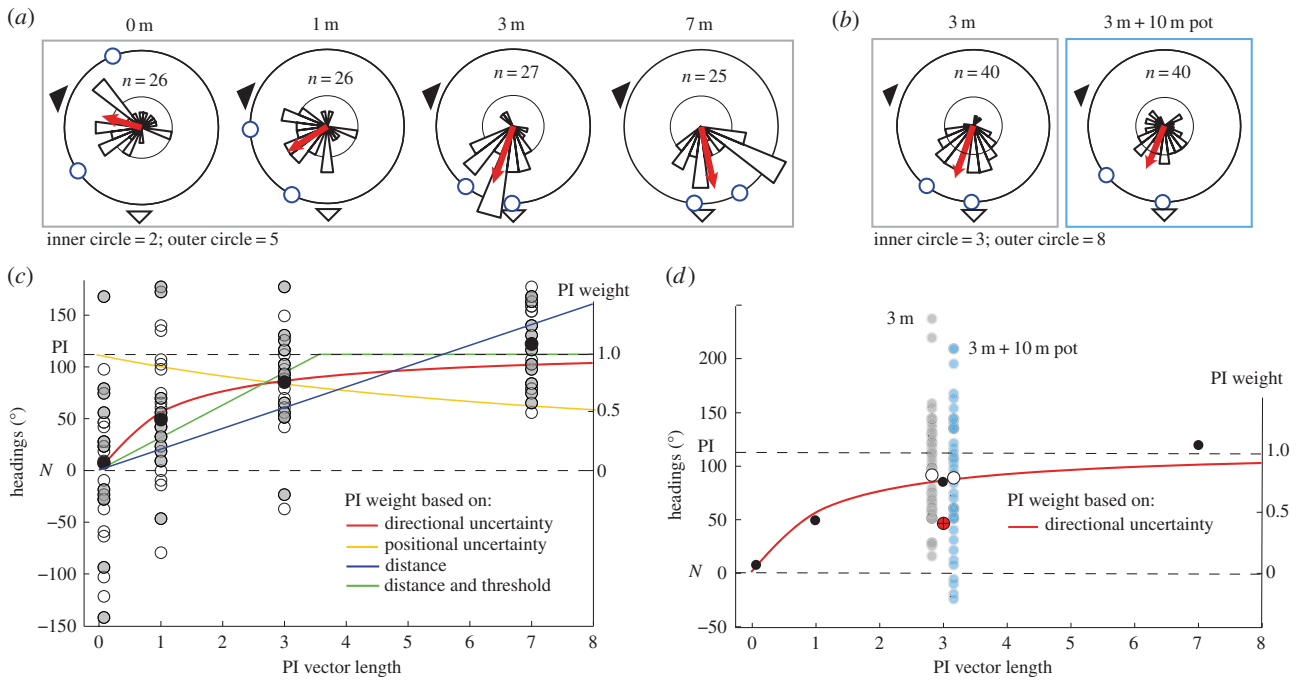 (a)
0 m
1 m
3 m
7 m
n = 26
n = 26
n = 27
n = 25
inner circle = 2; outer circle = 5
(b)
3 m
3 m + 10 m pot
n = 40
n = 40
inner circle = 3; outer circle = 8
(c)
PI weight
150
PI
100
50
N 0
−50
−100
−150
headings (°)
1.0
0.5
0
PI weight based on:
directional uncertainty
positional uncertainty
distance
distance and threshold
0 1 2 3 4 5 6 7 8
PI vector length
(d)
3 m
3 m + 10 m pot
PI weight
200
150
PI
100
50
N 0
−50
headings (°)
1.0
0.5
0
PI weight based on:
directional uncertainty
0 1 2 3 4 5 6 7 8
PI vector length